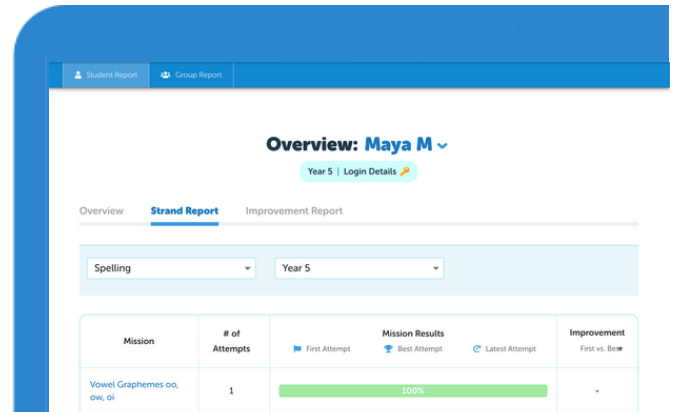 Student Report Group Report
Overview: Maya M
Year 5 | Login Details
Overview Strand Report Improvement Report
Spelling Year 5
Mission # of Attempts Mission Results Improvement
First Attempt Best Attempt Latest Attempt First vs. Best
Vowel Graphemes oo, 1 100% -
ow, oi